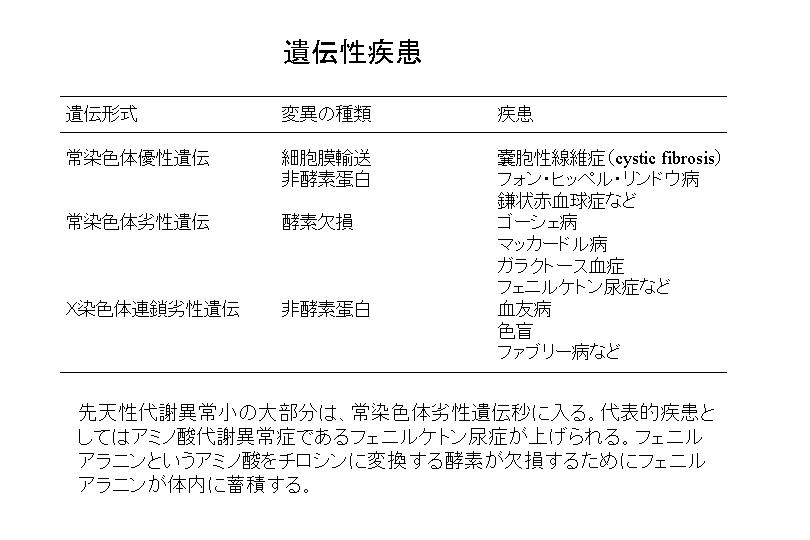 遺伝性疾患
遺伝形式 変異の種類 疾患
常染色体優性遺伝 細胞膜輸送 嚢胞性線維症(cystic fibrosis)
非酵素蛋白 フォン・ヒッペル・リンドウ病
鎌状赤血球症など
常染色体劣性遺伝 酵素欠損 ゴーシェ病
マッカードル病
ガラクトース血症
フェニルケトン尿症など
X染色体連鎖劣性遺伝 非酵素蛋白 血友病
色盲
ファブリー病など
先天性代謝異常小の大部分は、常染色体劣性遺伝秒に入る。代表的疾患と
してはアミノ酸代謝異常症であるフェニルケトン尿症が上げられる。フェニル
アラニンというアミノ酸をチロシンに変換する酵素が欠損するためにフェニル
アラニンが体内に蓄積する。